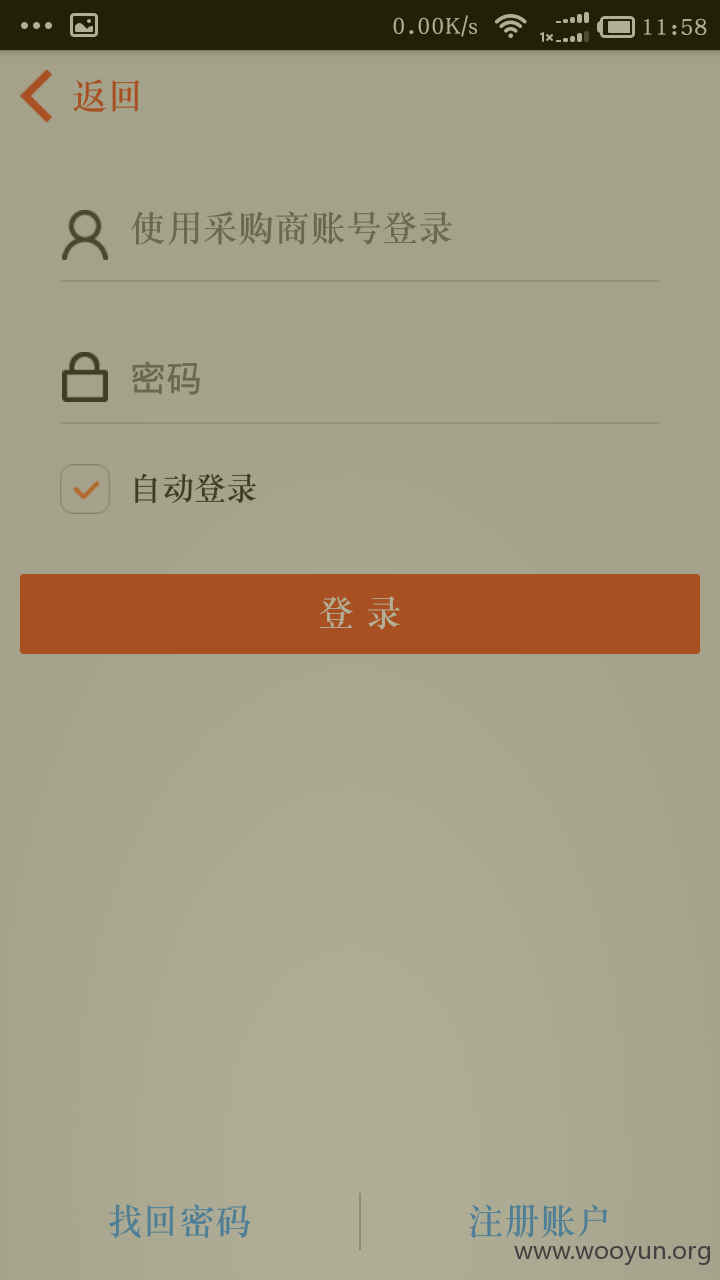 0.00K/s 1× 11:58
返回
使用采购商账号登录
密码
自动登录
登 录
找回密码 注册账户
www.wooyun.org